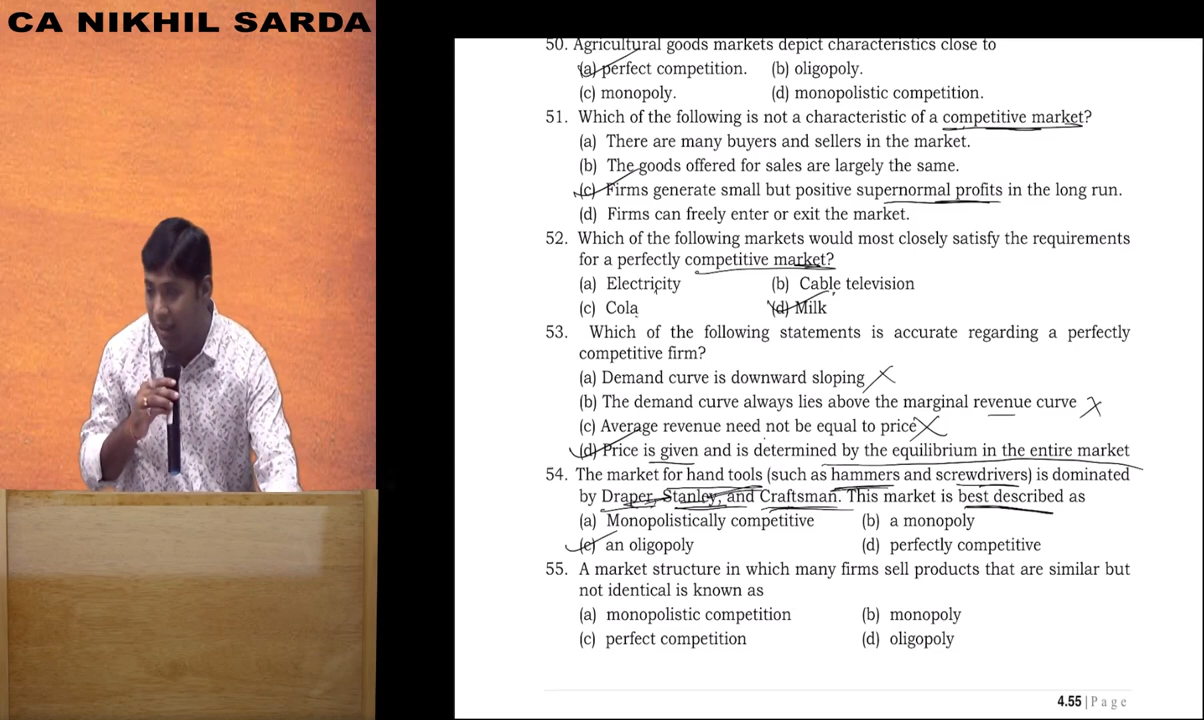 CA NIKHIL SARDA
50. Agricultural goods markets depict characteristics close to
(a) perfect competition. (b) oligopoly.
(c) monopoly. (d) monopolistic competition.
51. Which of the following is not a characteristic of a competitive market?
(a) There are many buyers and sellers in the market.
(b) The goods offered for sales are largely the same.
(c) Firms generate small but positive supernormal profits in the long run.
(d) Firms can freely enter or exit the market.
52. Which of the following markets would most closely satisfy the requirements
for a perfectly competitive market?
(a) Electricity (b) Cable television
(c) Cola (d) Milk
53. Which of the following statements is accurate regarding a perfectly
competitive firm?
(a) Demand curve is downward sloping
(b) The demand curve always lies above the marginal revenue curve
(c) Average revenue need not be equal to price
(d) Price is given and is determined by the equilibrium in the entire market
54. The market for hand tools (such as hammers and screwdrivers) is dominated
by Draper, Stanley, and Craftsman. This market is best described as
(a) Monopolistically competitive (b) a monopoly
(c) an oligopoly (d) perfectly competitive
55. A market structure in which many firms sell products that are similar but
not identical is known as
(a) monopolistic competition (b) monopoly
(c) perfect competition (d) oligopoly
4.55 | P a g e